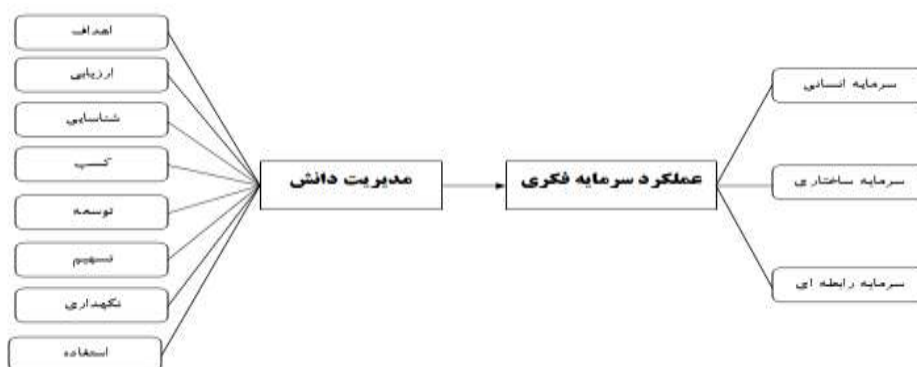 اهداف
ارزیابی
شناسایی
کسب
توسعه
تسهیم
نگهداری
استفاده
مدیریت دانش
عملکرد سرمایه فکری
سرمایه انسانی
سرمایه ساختاری
سرمایه رابطه ای